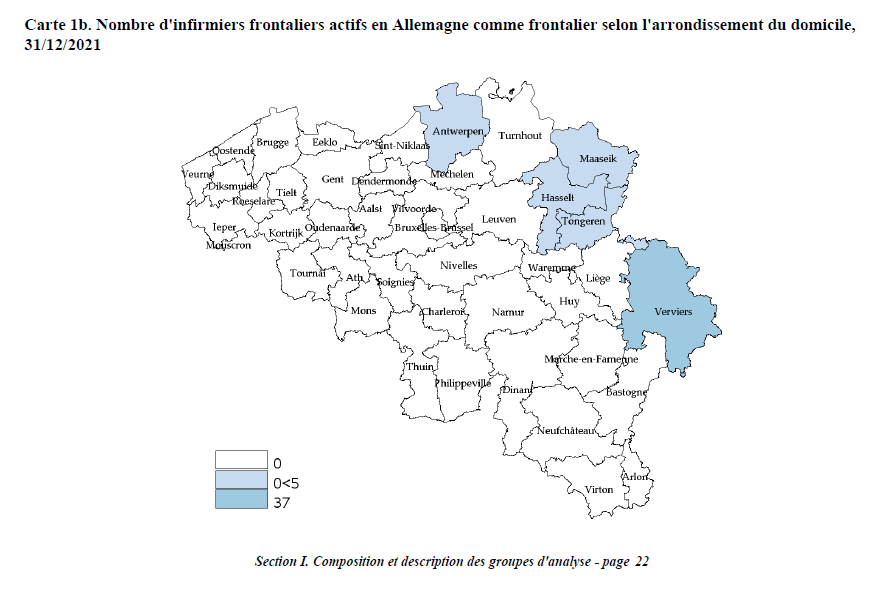 Carte 1b. Nombre d'infirmiers frontaliers actifs en Allemagne comme frontalier selon l'arrondissement du domicile,
31/12/2021
Antwerpen
Turnhout
Brugge
Eeklo
Sint-Niklaas
Oostende
Maaseik
Veurne
Mechelen
Gent
Dendermonde
Diksmuide
Tielt
Roeselare
Hasselt
Aalst
Vilvoorde
Leuven
Tongeren
Ieper
Kortrijk
Oudenaarde
Bruxelles-Brussel
Mouscron
Nivelles
Waremme
Tournai
Ath
Soignies
Liège
Huy
Mons
Charleroi
Namur
Verviers
Marche-en-Famenne
Thuin
Philippeville
Dinant
Bastogne
Neufchâteau
Arlon
Virton
0
0<5
37
Section I. Composition et description des groupes d'analyse - page 22